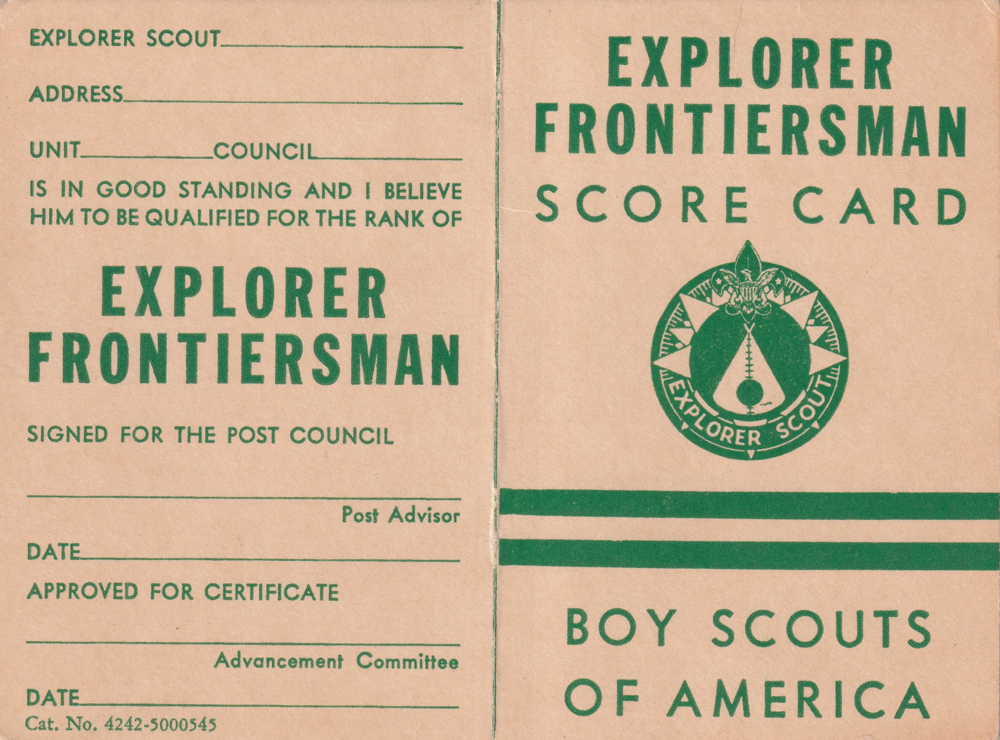 EXPLORER SCOUT
ADDRESS
UNIT COUNCIL
IS IN GOOD STANDING AND I BELIEVE
HIM TO BE QUALIFIED FOR THE RANK OF
EXPLORER
FRONTIERSMAN
SIGNED FOR THE POST COUNCIL
Post Advisor
DATE
APPROVED FOR CERTIFICATE
Advancement Committee
DATE
Cat. No. 4242-5000545
EXPLORER
FRONTIERSMAN
SCORE CARD
EXPLORER SCOUT
BOY SCOUTS
OF AMERICA